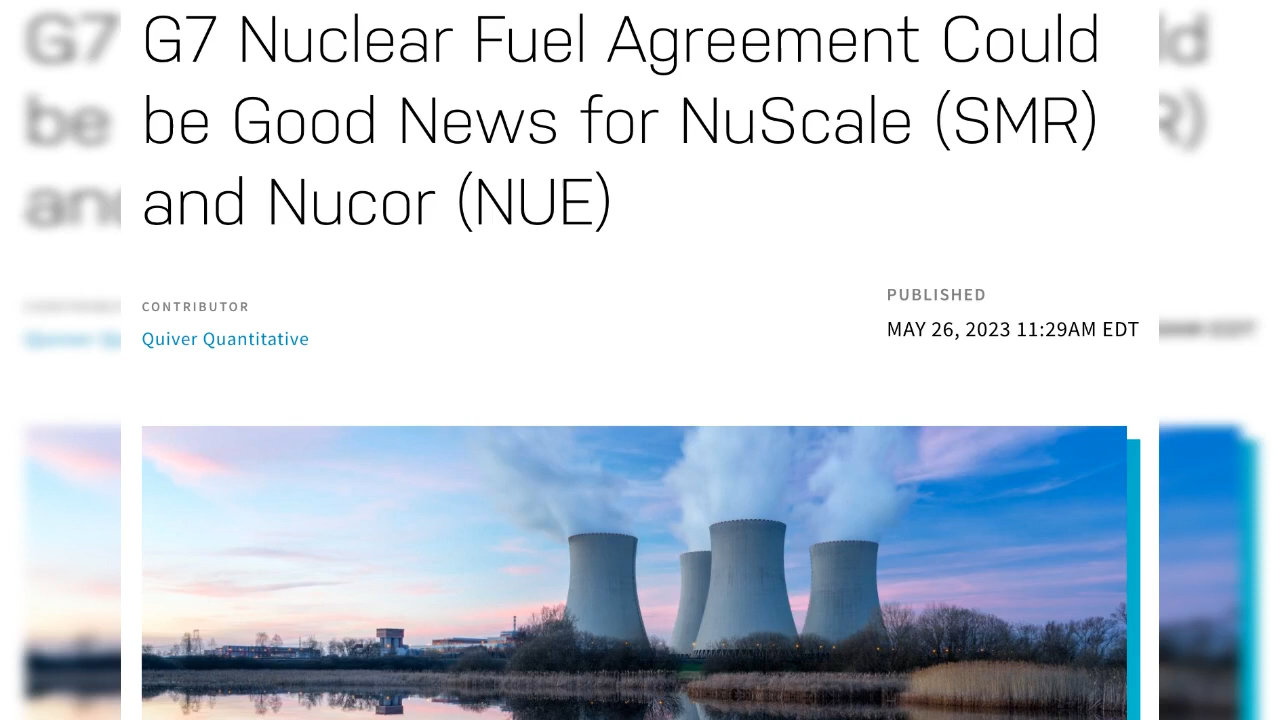 G7 Nuclear Fuel Agreement Could
be Good News for NuScale (SMR)
and Nucor (NUE)
CONTRIBUTOR
Quiver Quantitative
PUBLISHED
MAY 26, 2023 11:29AM EDT